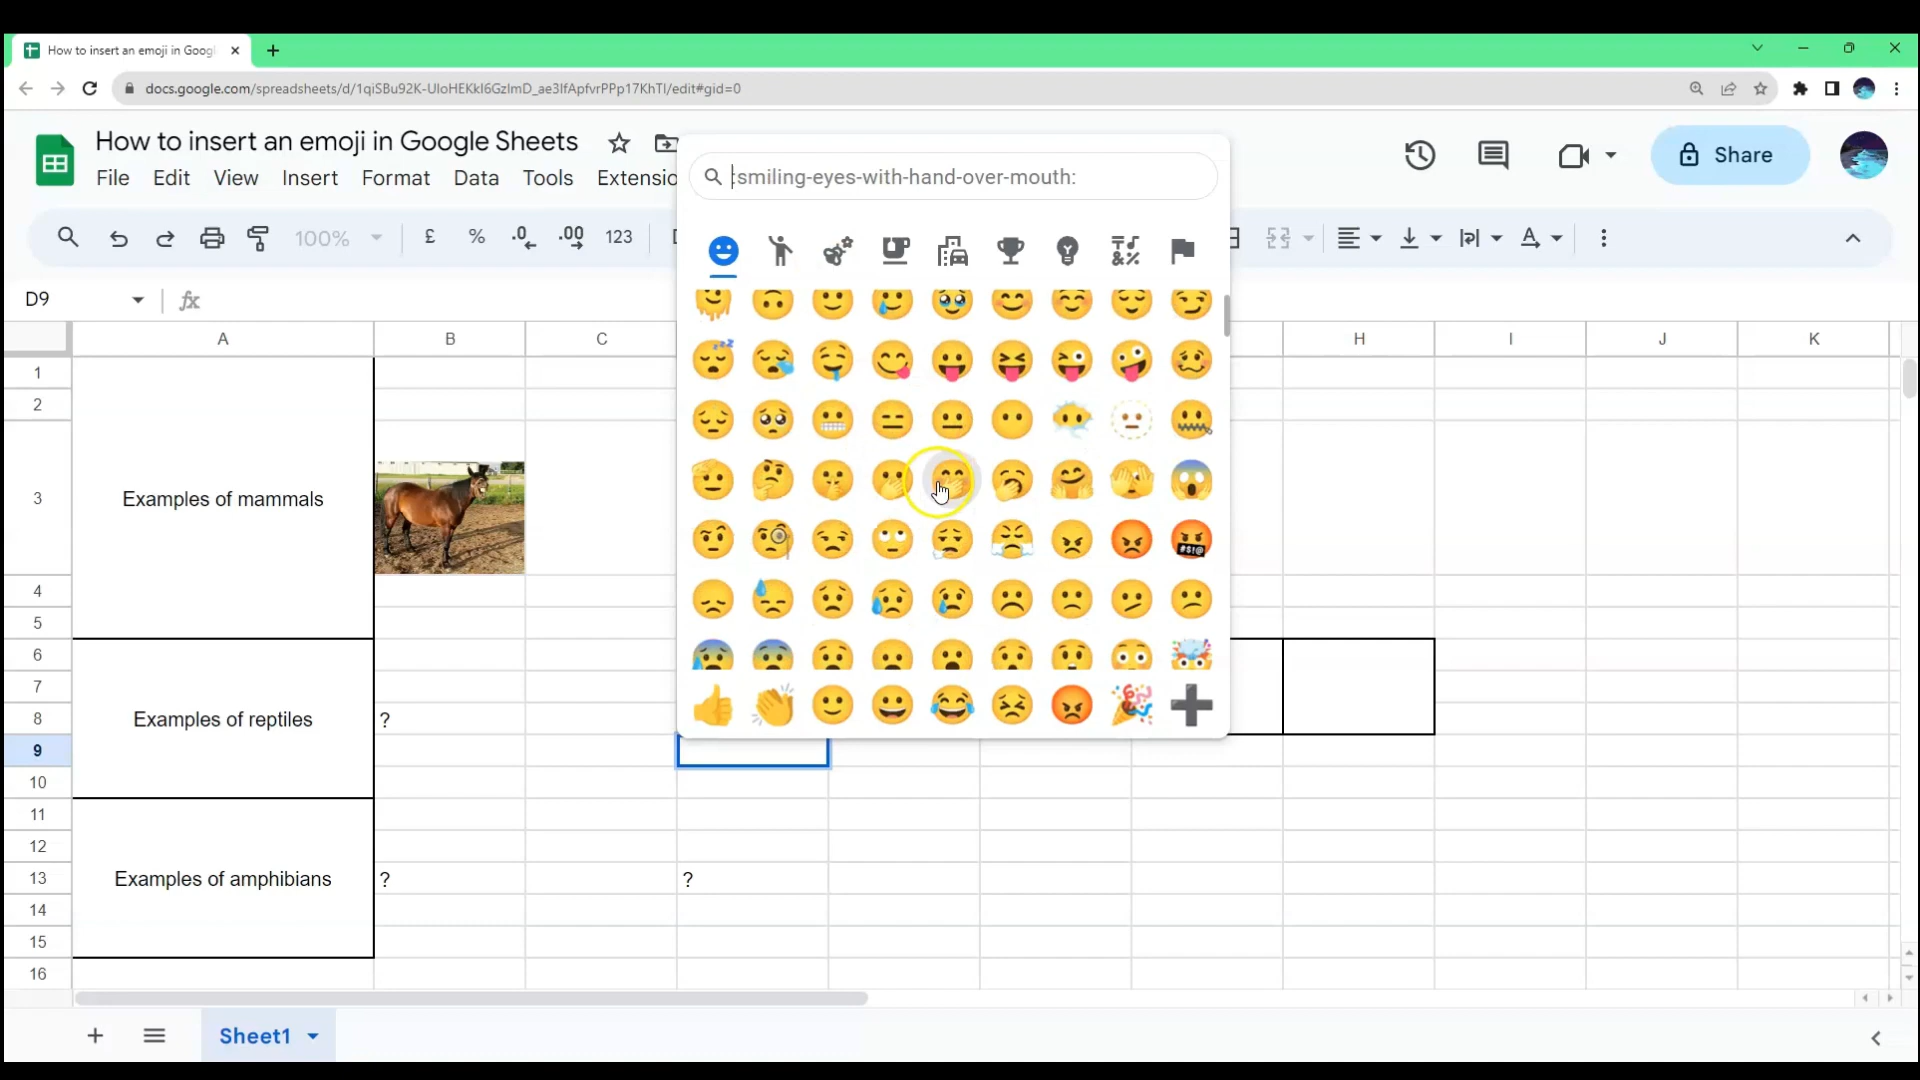 How to insert an emoji in Googl
docs.google.com/spreadsheets/d/1qiSBu92K-UIoHEKkI6GzImD_ae3IfApfvrPPp17KhTI/edit#gid=0
How to insert an emoji in Google Sheets
File Edit View Insert Format Data Tools Extensio
:smiling-eyes-with-hand-over-mouth:
Share
100% £ % .0 .00 123
D9 fx
A B C H I J K
1
2
3 Examples of mammals
4
5
6
7
8 Examples of reptiles ?
9
10
11
12
13 Examples of amphibians ? ?
14
15
16
Sheet1